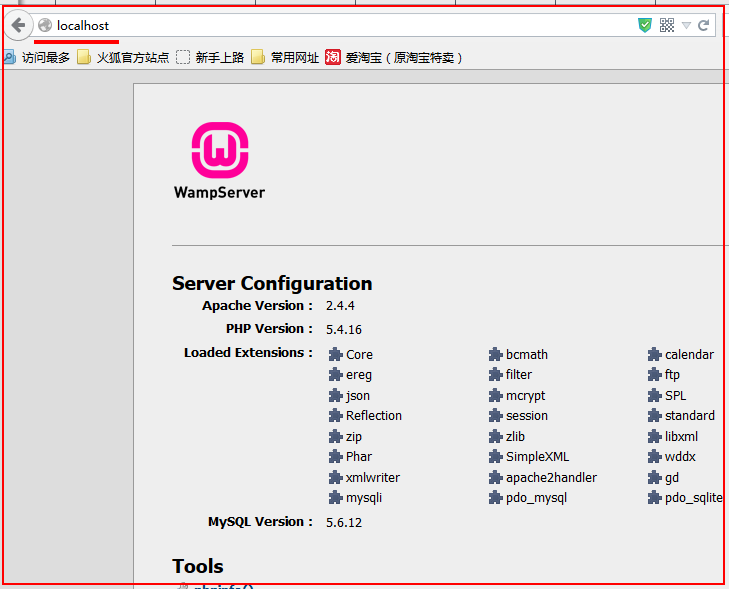 localhost
访问最多 火狐官方站点 新手上路 常用网址 淘 爱淘宝（原淘宝特卖）
W
WampServer
Server Configuration
Apache Version : 2.4.4
PHP Version : 5.4.16
Loaded Extensions : Core bcmath calendar
ereg filter ftp
json mcrypt SPL
Reflection session standard
zip zlib libxml
Phar SimpleXML wddx
xmlwriter apache2handler gd
mysqli pdo_mysql pdo_sqlite
MySQL Version : 5.6.12
Tools
phpinfo()